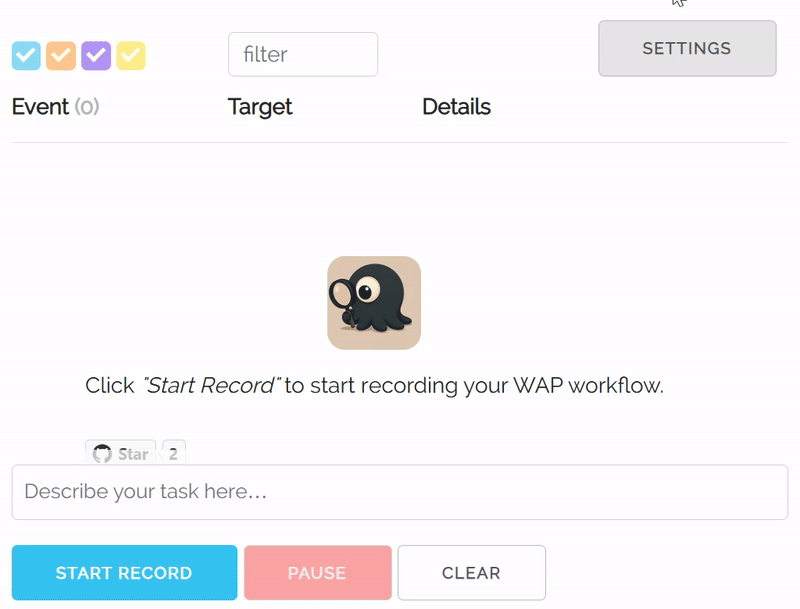 filter
SETTINGS
Event (0) Target Details
Click "Start Record" to start recording your WAP workflow.
Star 2
Describe your task here...
START RECORD PAUSE CLEAR